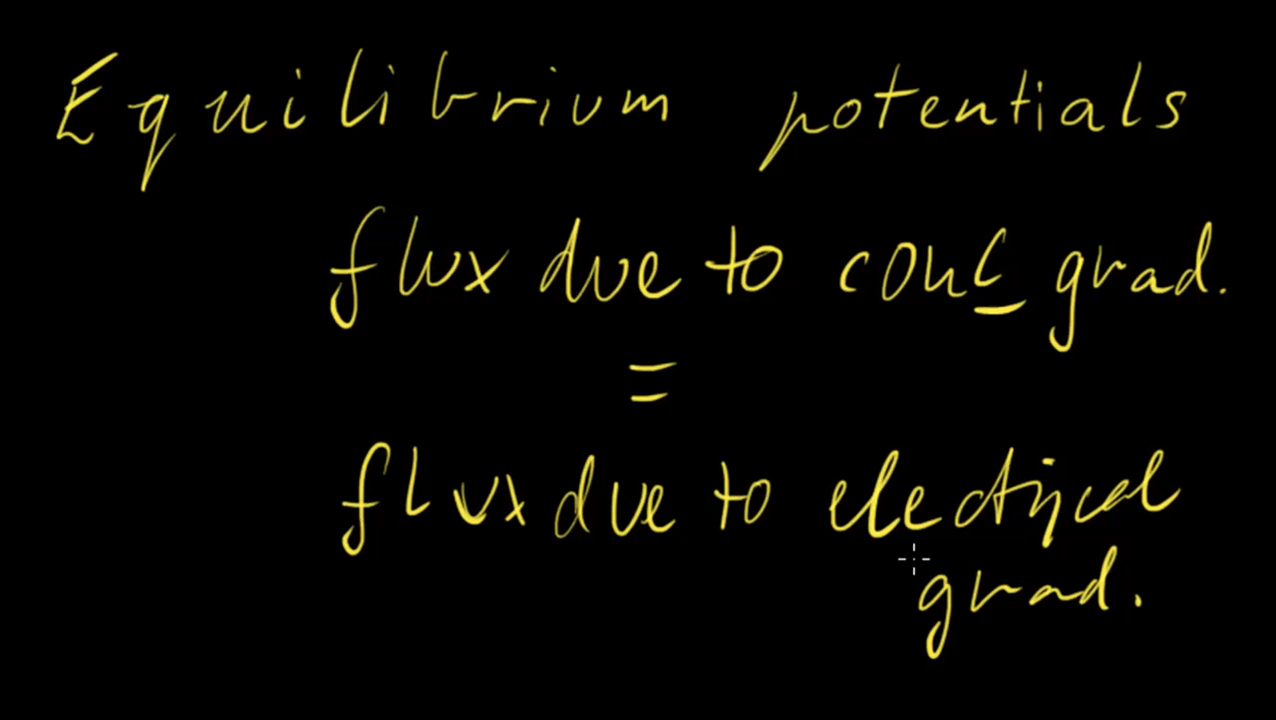 Equilibrium potentials
flux due to conc grad.
=
flux due to electrical
grad.